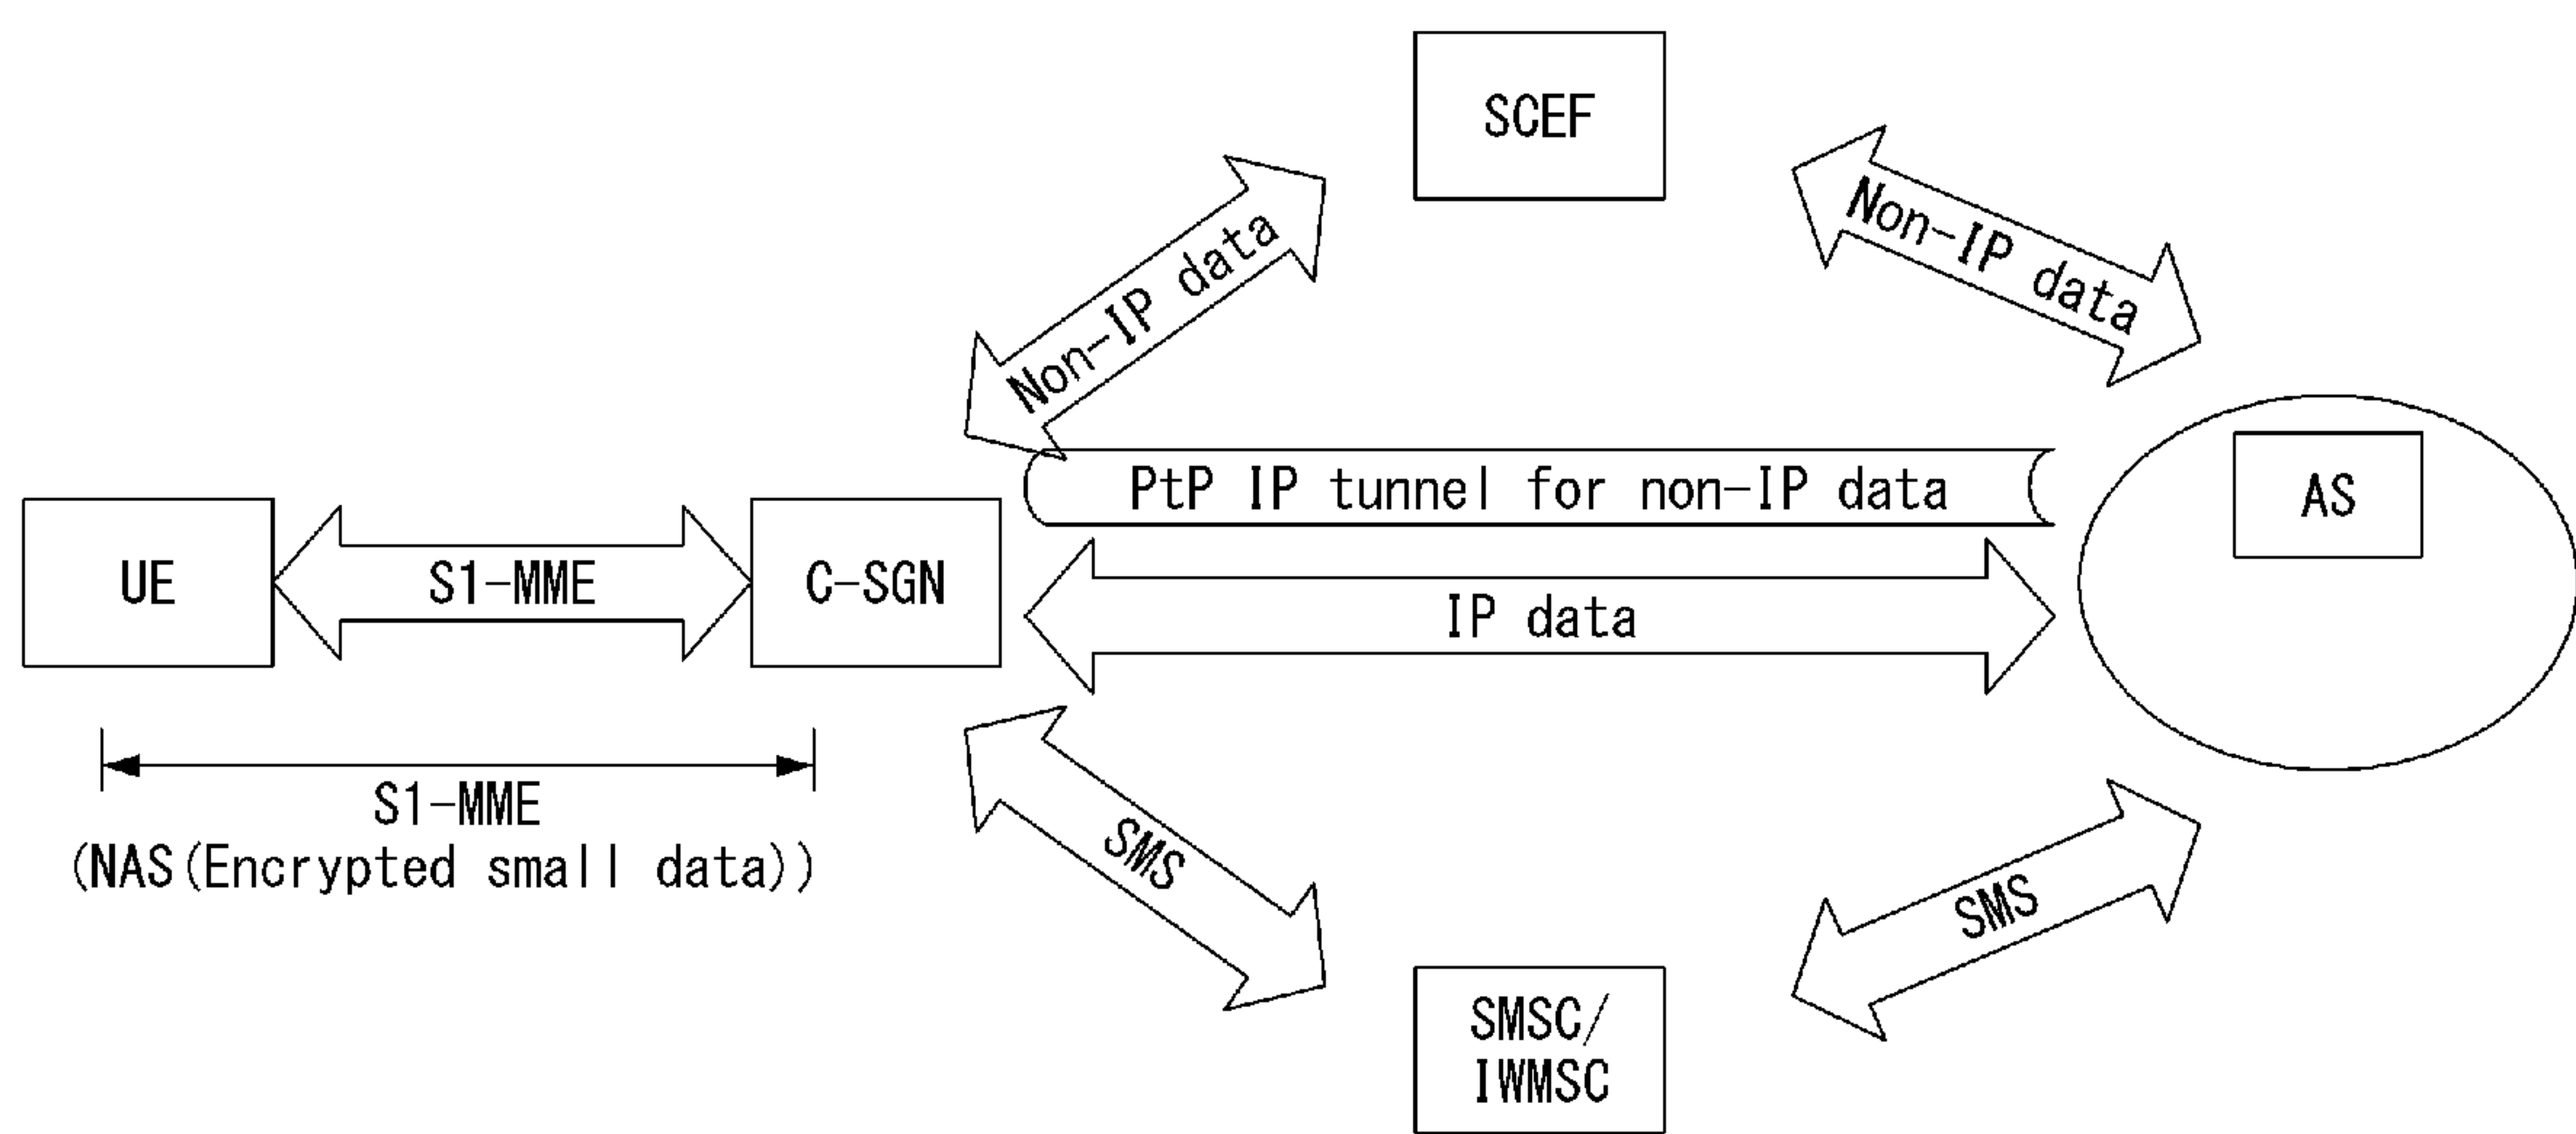 SCEF
Non-IP data
Non-IP data
PtP IP tunnel for non-IP data
AS
UE
S1-MME
C-SGN
IP data
S1-MME
(NAS(Encrypted small data))
SMS
SMS
SMSC/
IWMSC